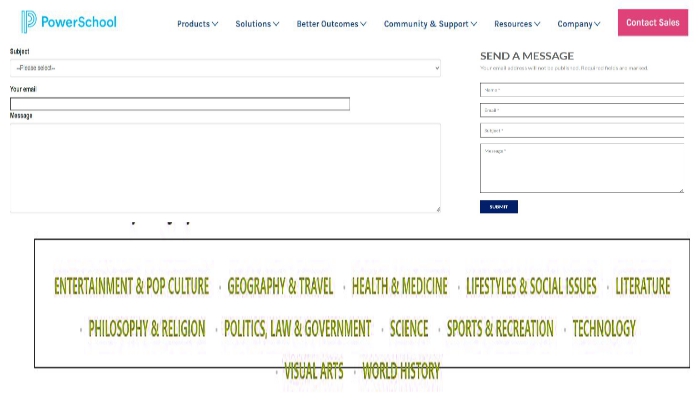 PowerSchool
Products Solutions Better Outcomes Community & Support Resources Company Contact Sales
Subject
--Please select--
Your email
Message
SEND A MESSAGE
Your email address will not be published. Required fields are marked.
Name *
Email *
Subject *
Message *
SUBMIT
ENTERTAINMENT & POP CULTURE · GEOGRAPHY & TRAVEL · HEALTH & MEDICINE · LIFESTYLES & SOCIAL ISSUES · LITERATURE
· PHILOSOPHY & RELIGION · POLITICS, LAW & GOVERNMENT · SCIENCE · SPORTS & RECREATION · TECHNOLOGY
· VISUAL ARTS · WORLD HISTORY